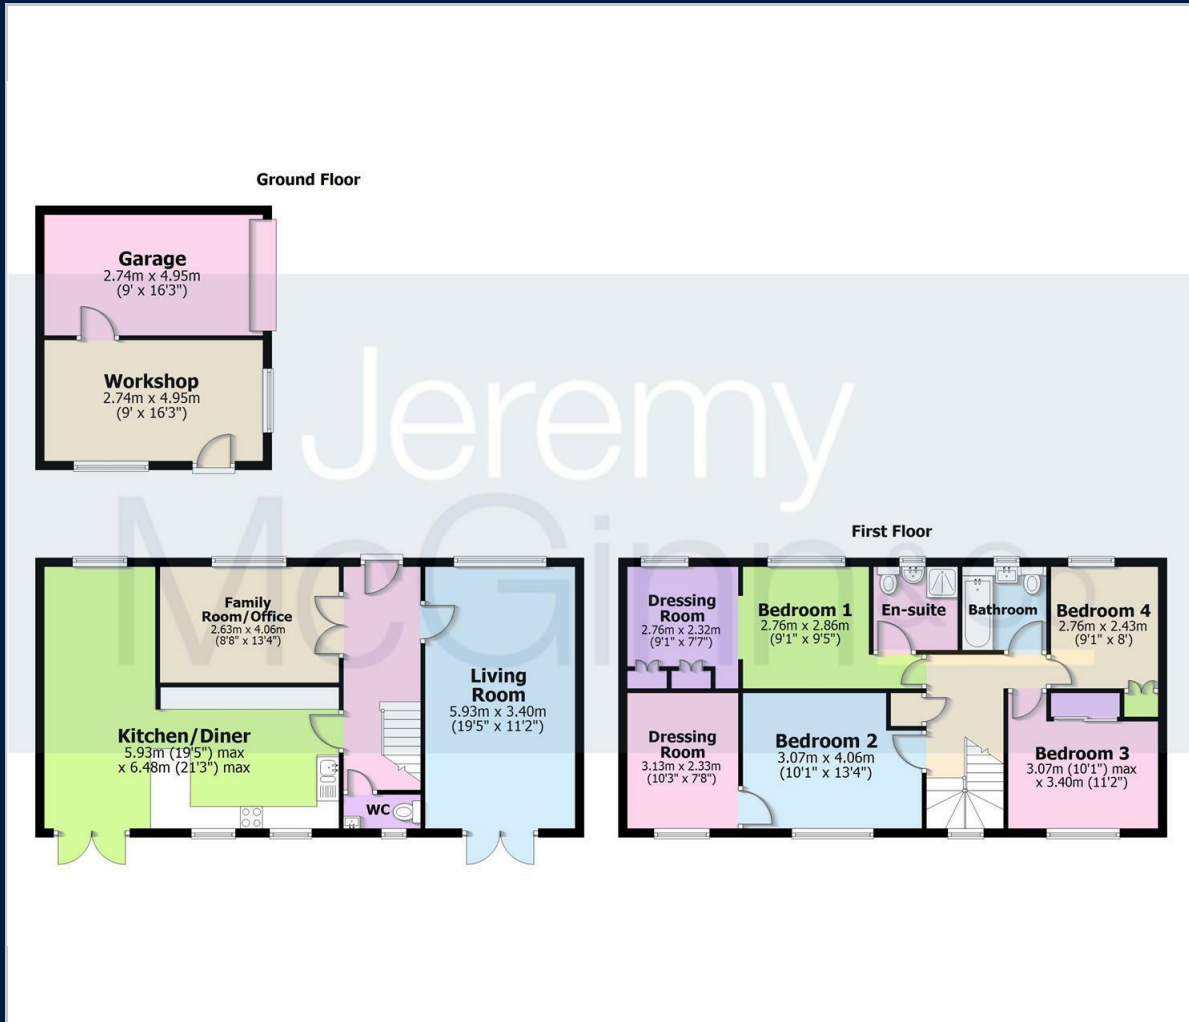 Ground Floor
Garage
2.74m x 4.95m
(9' x 16'3")
Workshop
2.74m x 4.95m
(9' x 16'3")
Jeremy
McGinn & Co
First Floor
Family
Room/Office
2.63m x 4.06m
(8'8" x 13'4")
Living
Room
5.93m x 3.40m
(19'5" x 11'2")
Kitchen/Diner
5.93m (19'5") max
x 6.48m (21'3") max
WC
Dressing
Room
2.76m x 2.32m
(9'1" x 7'7")
Bedroom 1
2.76m x 2.86m
(9'1" x 9'5")
En-suite
Bathroom
Bedroom 4
2.76m x 2.43m
(9'1" x 8')
Dressing
Room
3.13m x 2.33m
(10'3" x 7'8")
Bedroom 2
3.07m x 4.06m
(10'1" x 13'4")
Bedroom 3
3.07m (10'1") max
x 3.40m (11'2")